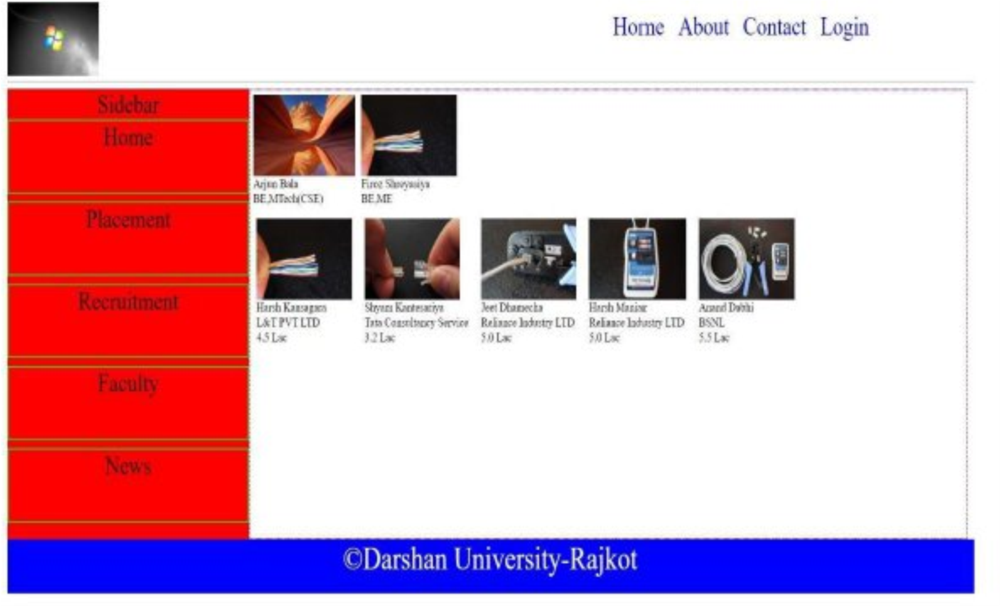 Home About Contact Login
Sidebar
Home
Placement
Recruitment
Faculty
News
Arjun Bala
BE,MTech(CSE)
Firoz
BE,ME
Harsh Kansagara
L&T PVT LTD
4.5 Lac
Shyam Kantesariya
Tata Consultancy Service
3.2 Lac
Jeet Dhamecha
Reliance Industry LTD
5.0 Lac
Harsh Maniar
Reliance Industry LTD
5.0 Lac
Anand Dabhi
BSNL
5.5 Lac
©Darshan University-Rajkot